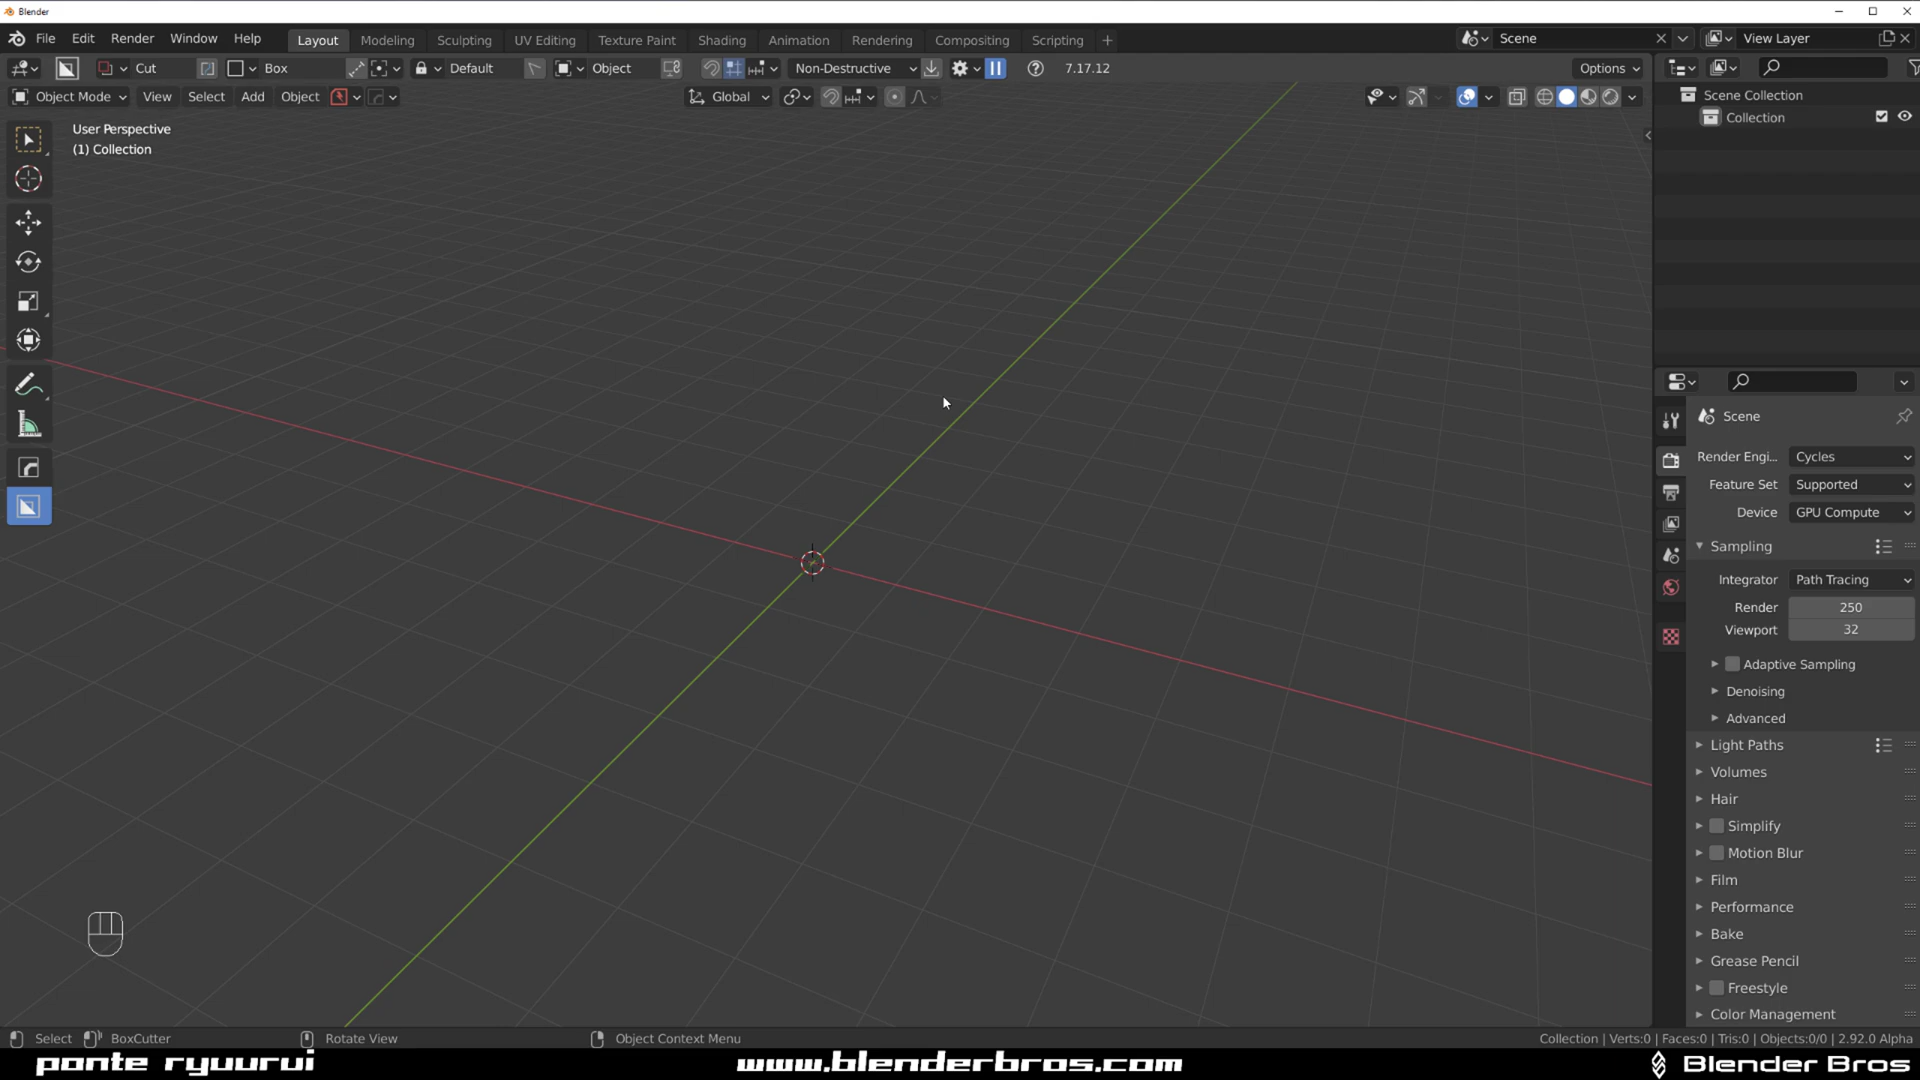 Blender
File Edit Render Window Help Layout Modeling Sculpting UV Editing Texture Paint Shading Animation Rendering Compositing Scripting + Scene View Layer
Cut Box Default Object Non-Destructive 7.17.12 Options
Object Mode View Select Add Object Global
User Perspective
(1) Collection
Scene Collection
Collection
Scene
Render Engi... Cycles
Feature Set Supported
Device GPU Compute
Sampling
Integrator Path Tracing
Render 250
Viewport 32
Adaptive Sampling
Denoising
Advanced
Light Paths
Volumes
Hair
Simplify
Motion Blur
Film
Performance
Bake
Grease Pencil
Freestyle
Color Management
Select BoxCutter Rotate View Object Context Menu Collection | Verts:0 | Faces:0 | Tris:0 | Objects:0/0 | 2.92.0 Alpha
ponte ryuurui www.blenderbros.com Blender Bros